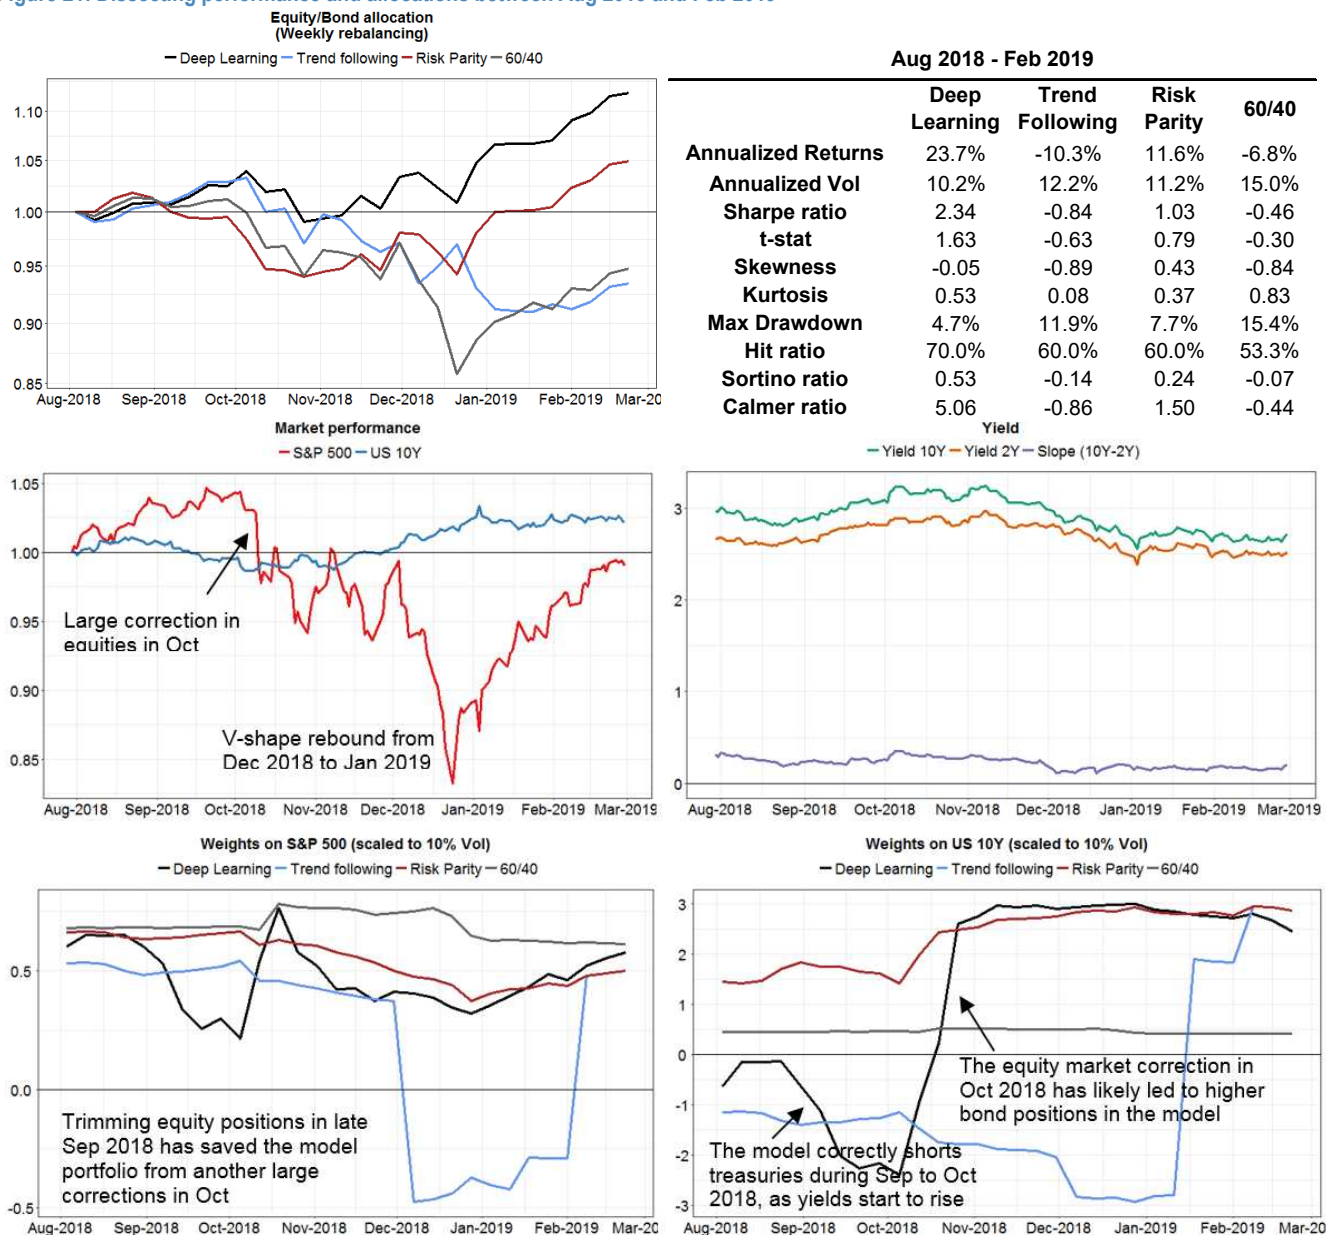 Figure 21: Dissecting performance and allocations between Aug 2018 and Feb 2019
Equity/Bond allocation
(Weekly rebalancing)
Deep Learning Trend following Risk Parity 60/40
1.10
1.05
1.00
0.95
0.90
0.85
Aug-2018 Sep-2018 Oct-2018 Nov-2018 Dec-2018 Jan-2019 Feb-2019 Mar-20
Aug 2018 - Feb 2019
Deep Learning Trend Following Risk Parity 60/40
Annualized Returns 23.7% -10.3% 11.6% -6.8%
Annualized Vol 10.2% 12.2% 11.2% 15.0%
Sharpe ratio 2.34 -0.84 1.03 -0.46
t-stat 1.63 -0.63 0.79 -0.30
Skewness -0.05 -0.89 0.43 -0.84
Kurtosis 0.53 0.08 0.37 0.83
Max Drawdown 4.7% 11.9% 7.7% 15.4%
Hit ratio 70.0% 60.0% 60.0% 53.3%
Sortino ratio 0.53 -0.14 0.24 -0.07
Calmer ratio 5.06 -0.86 1.50 -0.44
Market performance
S&P 500 US 10Y
1.05
1.00
0.95
0.90
0.85
Large correction in
equities in Oct
V-shape rebound from
Dec 2018 to Jan 2019
Aug-2018 Sep-2018 Oct-2018 Nov-2018 Dec-2018 Jan-2019 Feb-2019 Mar-2019
Yield
Yield 10Y Yield 2Y Slope (10Y-2Y)
3
2
1
0
Aug-2018 Sep-2018 Oct-2018 Nov-2018 Dec-2018 Jan-2019 Feb-2019 Mar-2019
Weights on S&P 500 (scaled to 10% Vol)
Deep Learning Trend following Risk Parity 60/40
0.5
0.0
-0.5
Trimming equity positions in late
Sep 2018 has saved the model
portfolio from another large
corrections in Oct
Aug-2018 Sep-2018 Oct-2018 Nov-2018 Dec-2018 Jan-2019 Feb-2019 Mar-20
Weights on US 10Y (scaled to 10% Vol)
Deep Learning Trend following Risk Parity 60/40
3
2
1
0
-1
-2
-3
The equity market correction in
Oct 2018 has likely led to higher
bond positions in the model
The model correctly shorts
treasuries during Sep to Oct
2018, as yields start to rise
Aug-2018 Sep-2018 Oct-2018 Nov-2018 Dec-2018 Jan-2019 Feb-2019 Mar-20